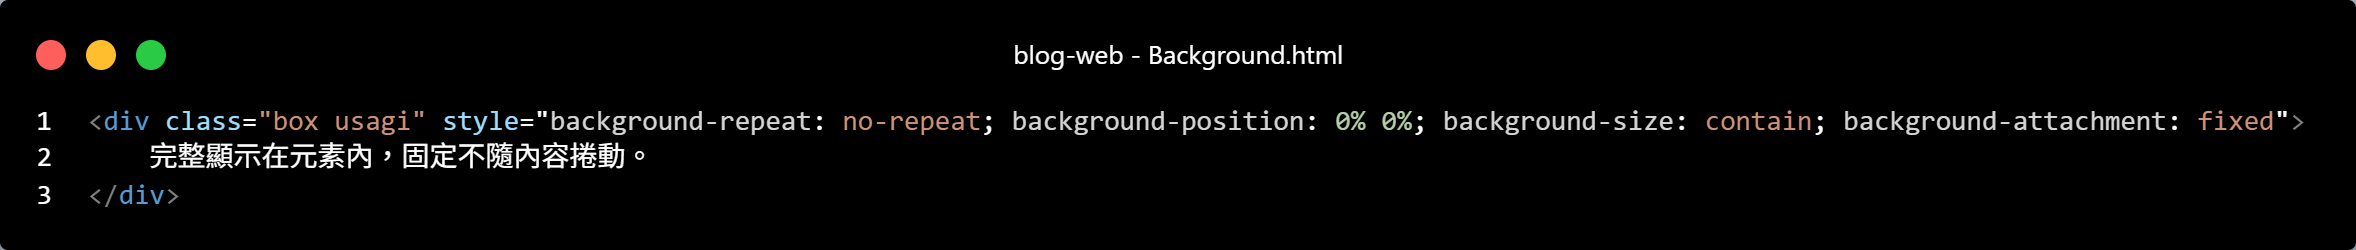 blog-web - Background.html
1 <div class="box usagi" style="background-repeat: no-repeat; background-position: 0% 0%; background-size: contain; background-attachment: fixed">
2     完整顯示在元素內，固定不隨內容捲動。
3 </div>